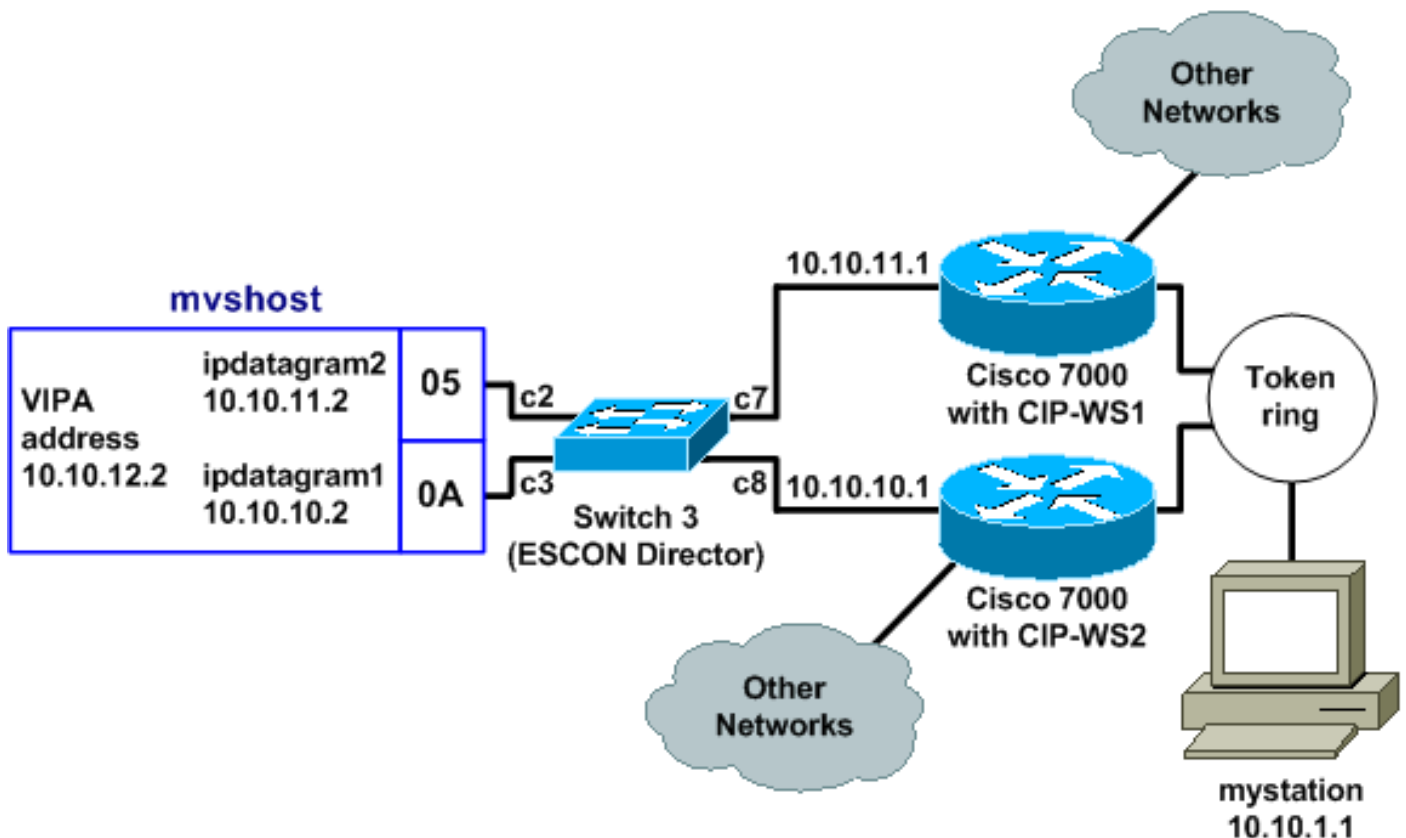 Other
Networks
mvshost
VIPA
address
10.10.12.2
ipdatagram2
10.10.11.2
05
ipdatagram1
10.10.10.2
0A
c2
c3
c7
c8
Switch 3
(ESCON Director)
10.10.11.1
Cisco 7000
with CIP-WS1
10.10.10.1
Cisco 7000
with CIP-WS2
Token
ring
Other
Networks
mystation
10.10.1.1